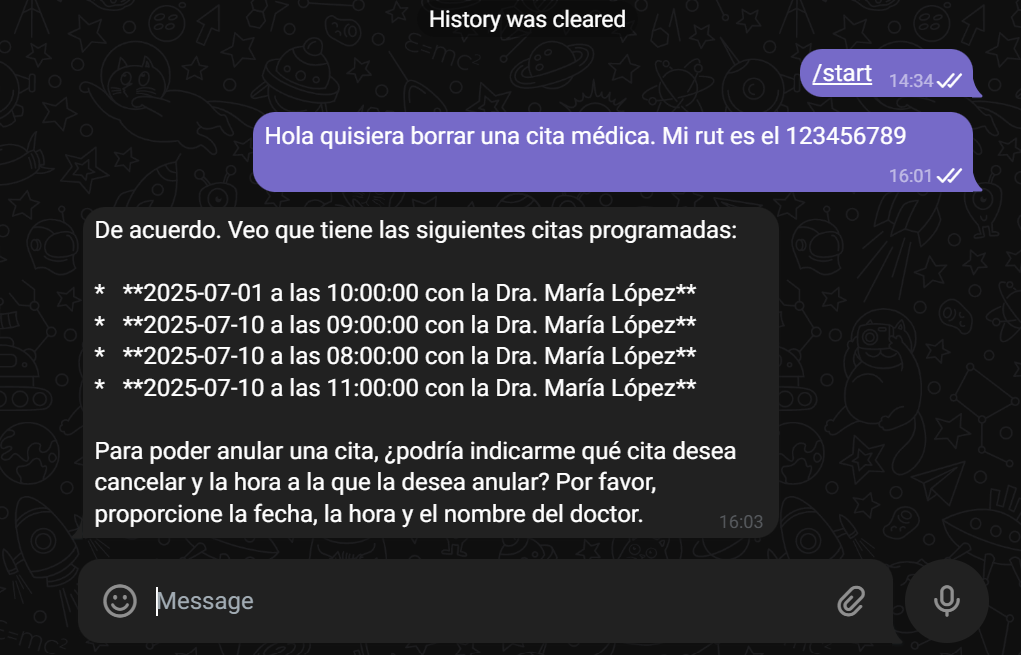 History was cleared
/start 14:34
Hola quisiera borrar una cita médica. Mi rut es el 123456789
16:01
De acuerdo. Veo que tiene las siguientes citas programadas:
* **2025-07-01 a las 10:00:00 con la Dra. María López**
* **2025-07-10 a las 09:00:00 con la Dra. María López**
* **2025-07-10 a las 08:00:00 con la Dra. María López**
* **2025-07-10 a las 11:00:00 con la Dra. María López**
Para poder anular una cita, ¿podría indicarme qué cita desea
cancelar y la hora a la que la desea anular? Por favor,
proporcione la fecha, la hora y el nombre del doctor.
16:03
Message